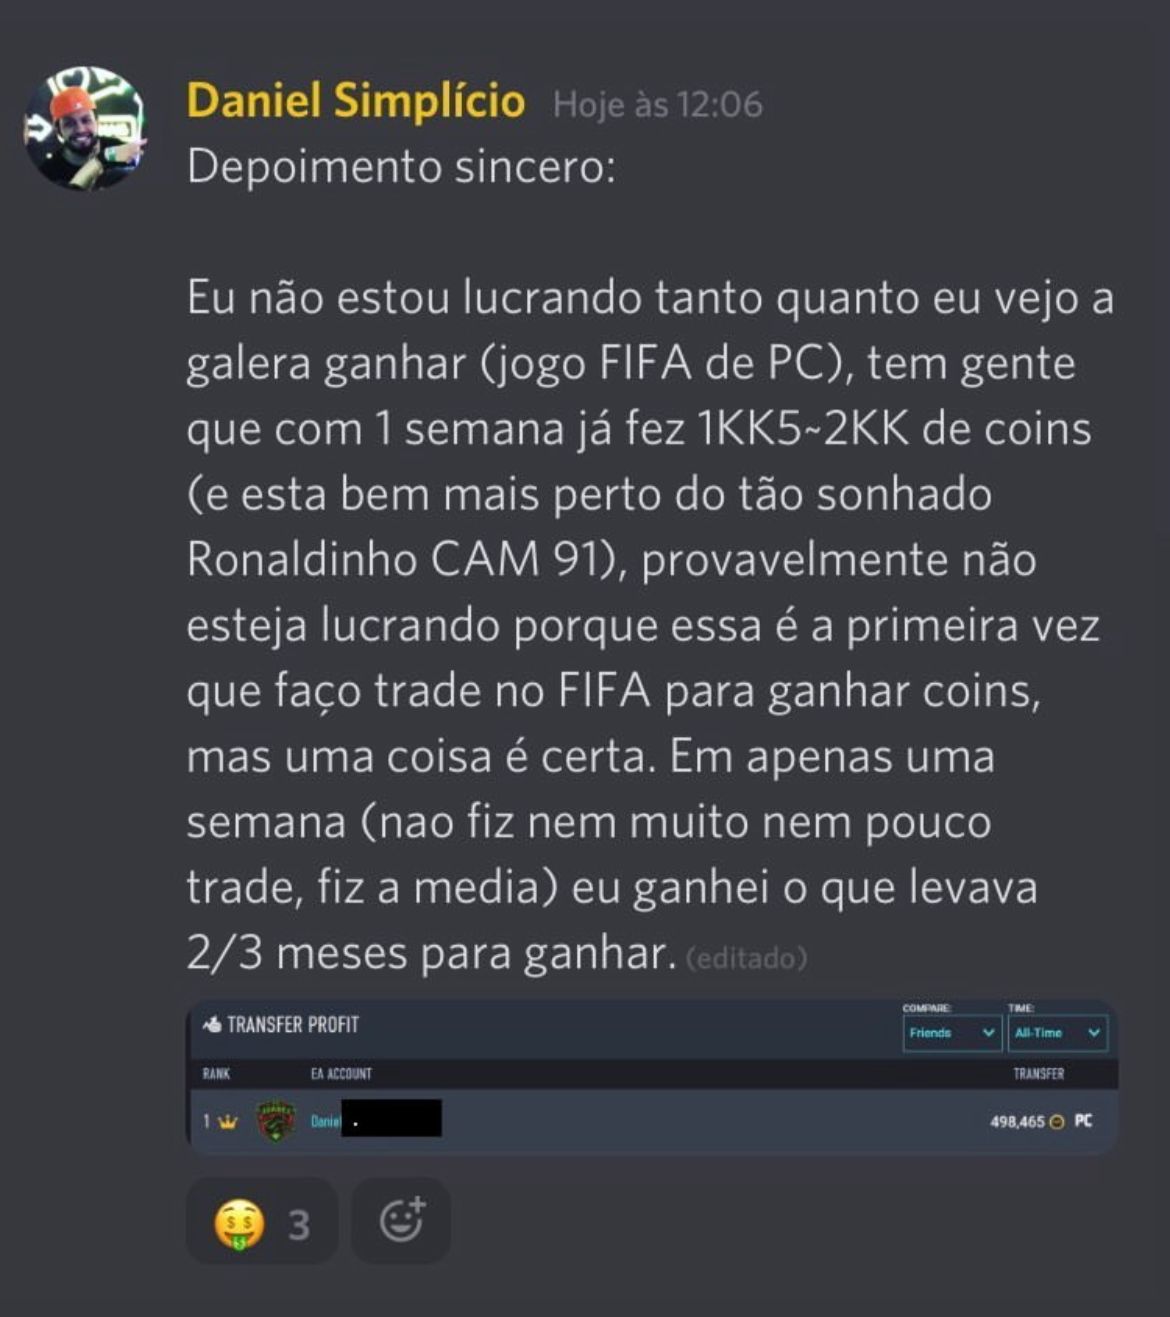 Daniel Simplício Hoje às 12:06
Depoimento sincero:
Eu não estou lucrando tanto quanto eu vejo a
galera ganhar (jogo FIFA de PC), tem gente
que com 1 semana já fez 1KK5~2KK de coins
(e esta bem mais perto do tão sonhado
Ronaldinho CAM 91), provavelmente não
esteja lucrando porque essa é a primeira vez
que faço trade no FIFA para ganhar coins,
mas uma coisa é certa. Em apenas uma
semana (nao fiz nem muito nem pouco
trade, fiz a media) eu ganhei o que levava
2/3 meses para ganhar. (editado)
TRANSFER PROFIT
COMPARE: TIME:
Friends All-Time
RANK EA ACCOUNT TRANSFER
1 Daniel 498,465 PC
3